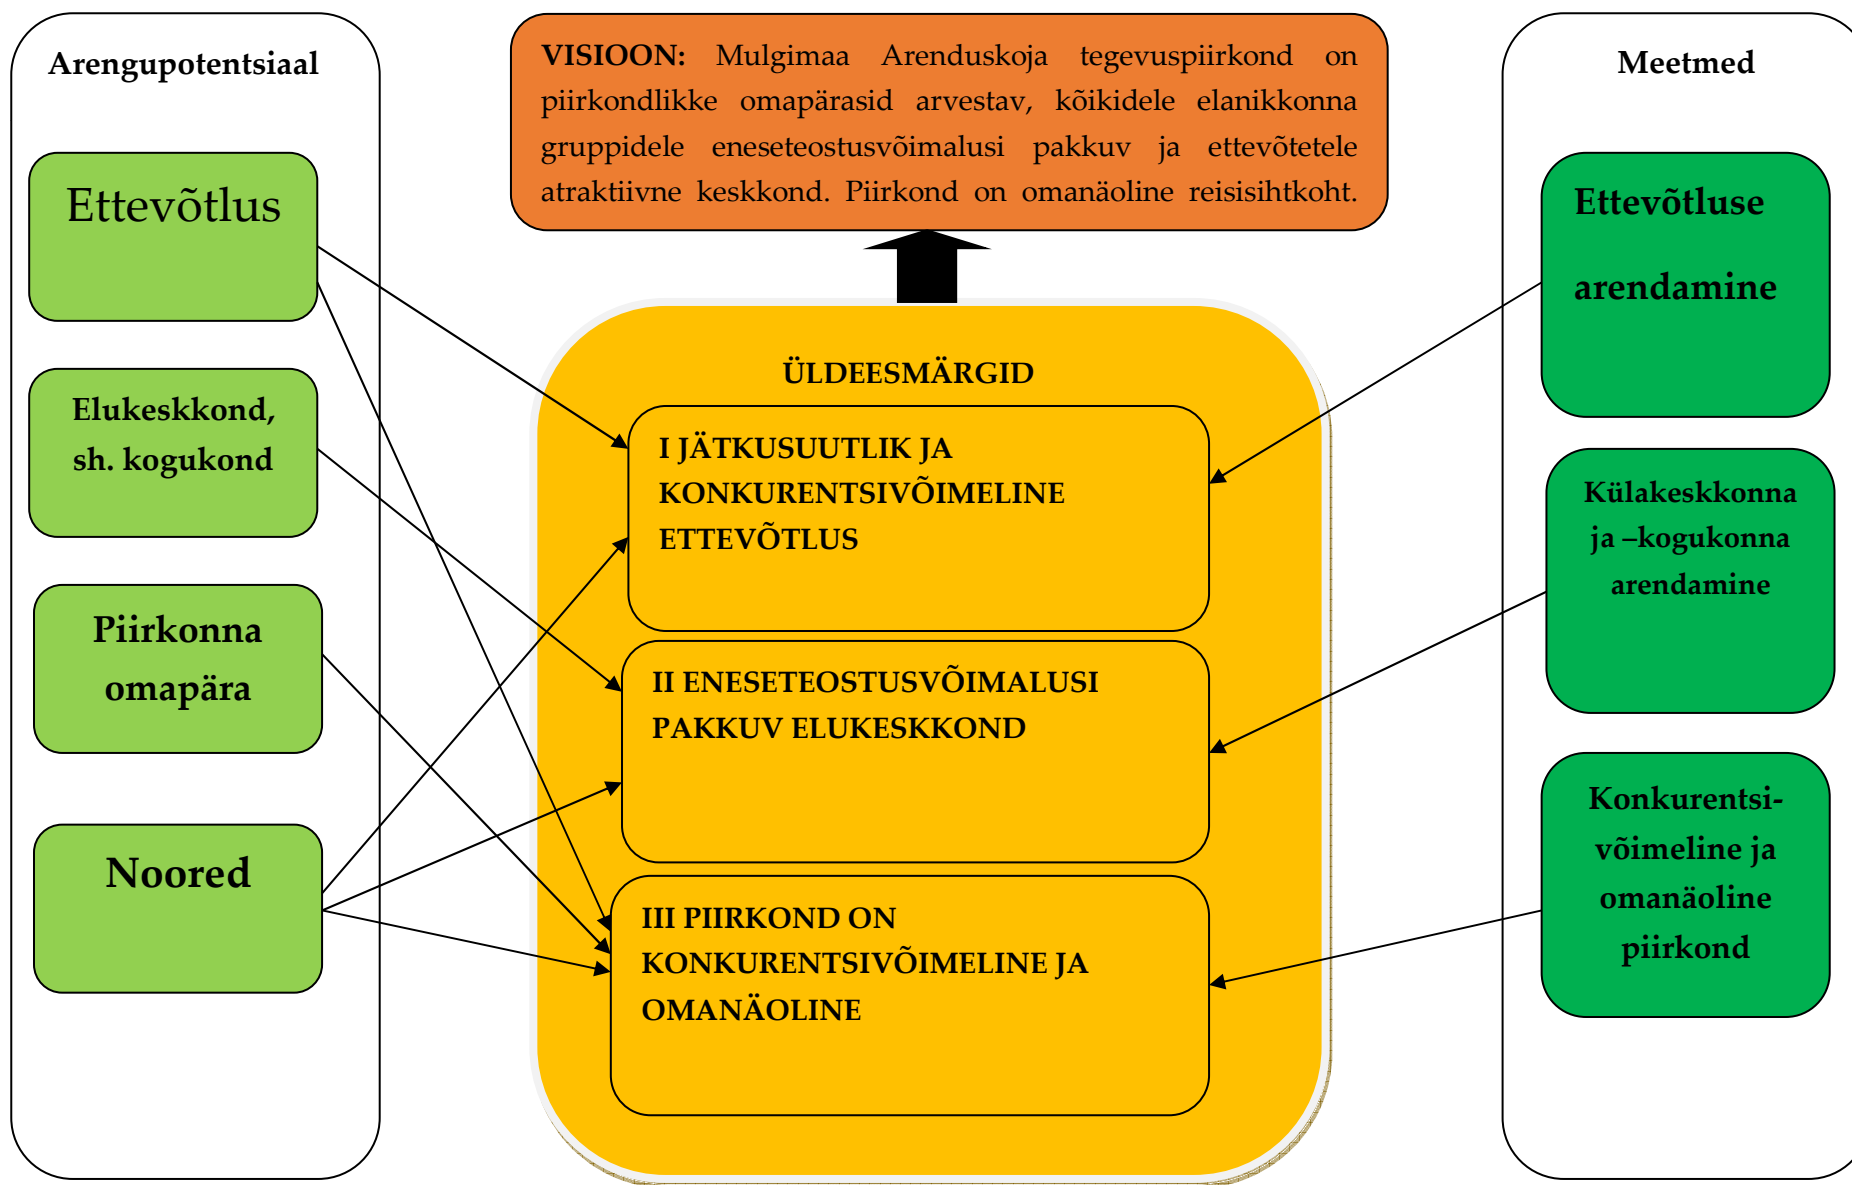 Arengupotentsiaal
Ettevõtlus
Elukeskkond,
sh. kogukond
Piirkonna
omapära
Noored
VISIOON: Mulgimaa Arenduskoja tegevuspiirkond on
piirkondlikke omapärasid arvestav, kõikidele elanikkonna
gruppidele eneseteostusvõimalusi pakkuv ja ettevõtetele
atraktiivne keskkond. Piirkond on omanäoline reisisihtkoht.
ÜLDEESMÄRGID
I JÄTKUSUUTLIK JA
KONKURENTSIVÕIMELINE
ETTEVÕTLUS
II ENESETEOSTUSVÕIMALUSI
PAKKUV ELUKESKKOND
III PIIRKOND ON
KONKURENTSIVÕIMELINE JA
OMANÄOLINE
Meetmed
Ettevõtluse
arendamine
Külakeskkonna
ja –kogukonna
arendamine
Konkurentsi-
võimeline ja
omanäoline
piirkond